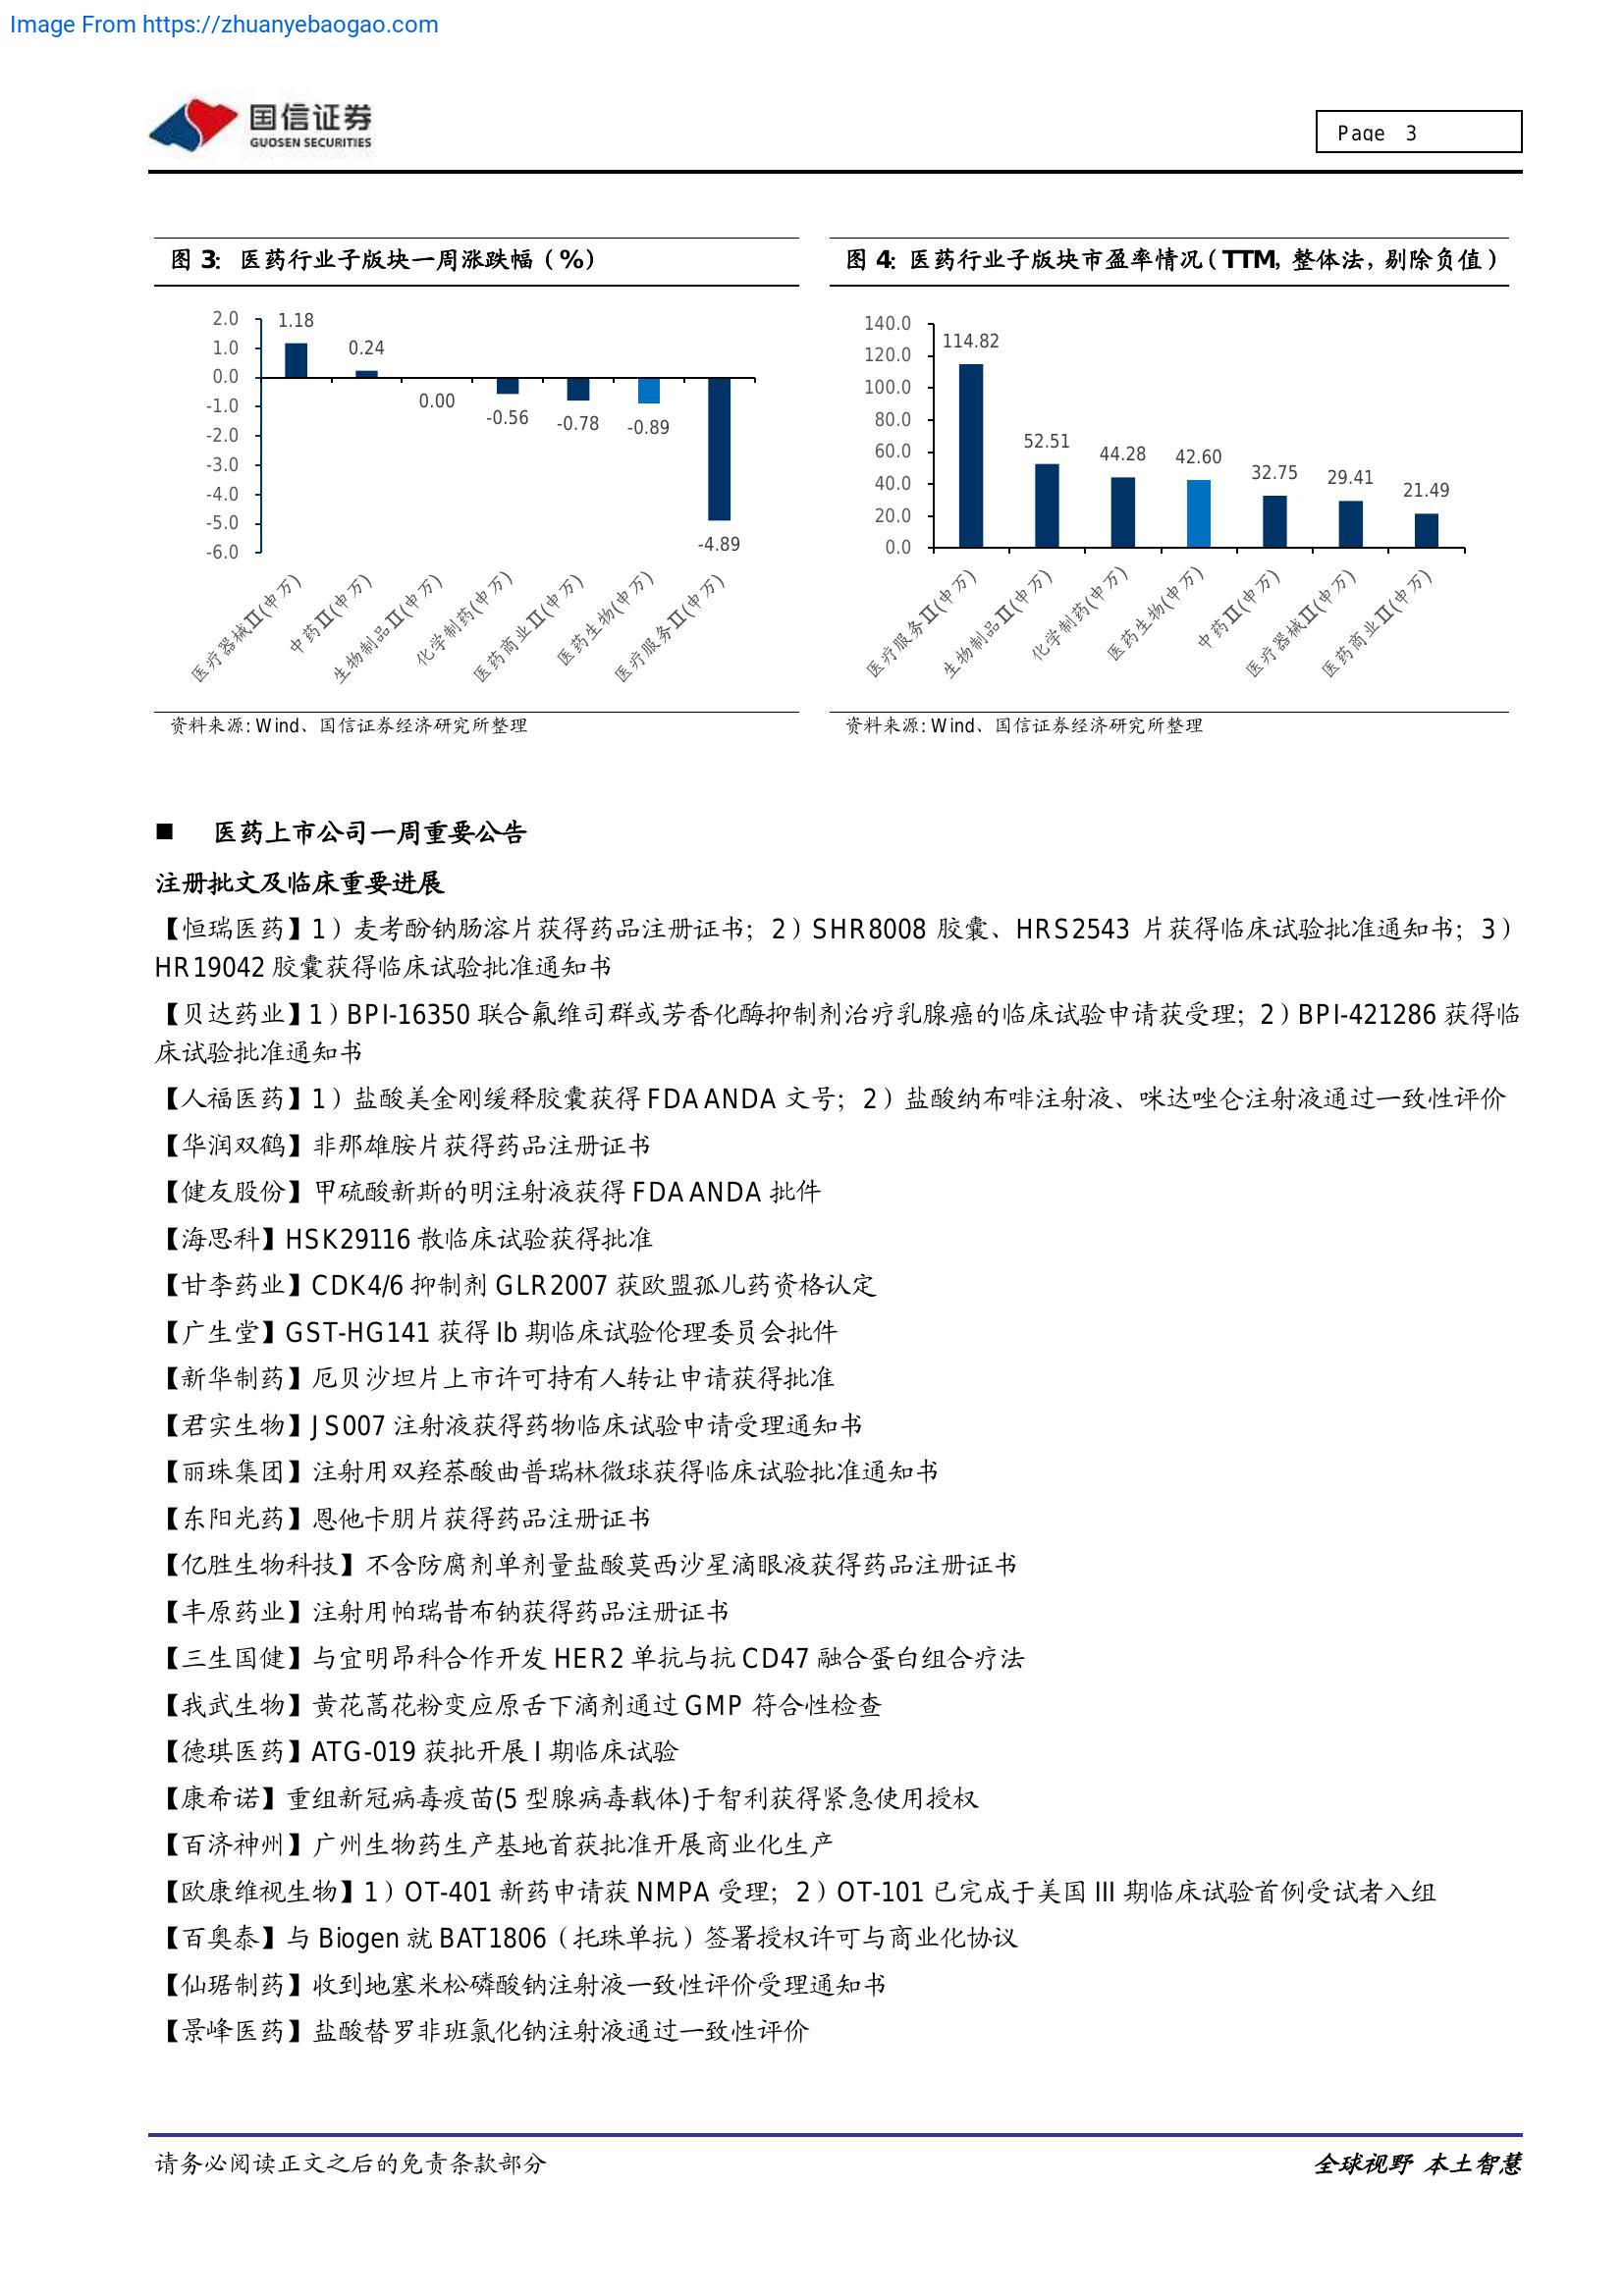 Image From https://zhuanyebaogao.com
国信证券
GUOSEN SECURITIES
Page 3
图 3: 医药行业子版块一周涨跌幅（%）
2.0
1.0
0.0
-1.0
-2.0
-3.0
-4.0
-5.0
-6.0
1.18
0.24
0.00
-0.56
-0.78
-0.89
-4.89
医疗器械Ⅱ(申万)
中药Ⅱ(申万)
生物制品Ⅱ(申万)
化学制药(申万)
医药商业Ⅱ(申万)
医药生物(申万)
医疗服务Ⅱ(申万)
资料来源: Wind、国信证券经济研究所整理
图 4: 医药行业子版块市盈率情况（TTM, 整体法, 剔除负值）
140.0
120.0
100.0
80.0
60.0
40.0
20.0
0.0
114.82
52.51
44.28
42.60
32.75
29.41
21.49
医疗服务Ⅱ(申万)
生物制品Ⅱ(申万)
化学制药(申万)
医药生物(申万)
中药Ⅱ(申万)
医疗器械Ⅱ(申万)
医药商业Ⅱ(申万)
资料来源: Wind、国信证券经济研究所整理
■ 医药上市公司一周重要公告
注册批文及临床重要进展
【恒瑞医药】1）麦考酚钠肠溶片获得药品注册证书；2）SHR8008 胶囊、HRS2543 片获得临床试验批准通知书；3）
HR19042 胶囊获得临床试验批准通知书
【贝达药业】1）BPI-16350 联合氟维司群或芳香化酶抑制剂治疗乳腺癌的临床试验申请获受理；2）BPI-421286 获得临
床试验批准通知书
【人福医药】1）盐酸美金刚缓释胶囊获得 FDA ANDA 文号；2）盐酸纳布啡注射液、咪达唑仑注射液通过一致性评价
【华润双鹤】非那雄胺片获得药品注册证书
【健友股份】甲硫酸新斯的明注射液获得 FDA ANDA 批件
【海思科】HSK29116 散临床试验获得批准
【甘李药业】CDK4/6 抑制剂 GLR2007 获欧盟孤儿药资格认定
【广生堂】GST-HG141 获得 Ib 期临床试验伦理委员会批件
【新华制药】厄贝沙坦片上市许可持有人转让申请获得批准
【君实生物】JS007 注射液获得药物临床试验申请受理通知书
【丽珠集团】注射用双羟萘酸曲普瑞林微球获得临床试验批准通知书
【东阳光药】恩他卡朋片获得药品注册证书
【亿胜生物科技】不含防腐剂单剂量盐酸莫西沙星滴眼液获得药品注册证书
【丰原药业】注射用帕瑞昔布钠获得药品注册证书
【三生国健】与宜明昂科合作开发 HER2 单抗与抗 CD47 融合蛋白组合疗法
【我武生物】黄花蒿花粉变应原舌下滴剂通过 GMP 符合性检查
【德琪医药】ATG-019 获批开展 I 期临床试验
【康希诺】重组新冠病毒疫苗(5 型腺病毒载体)于智利获得紧急使用授权
【百济神州】广州生物药生产基地首获批准开展商业化生产
【欧康维视生物】1）OT-401 新药申请获 NMPA 受理；2）OT-101 已完成于美国 III 期临床试验首例受试者入组
【百奥泰】与 Biogen 就 BAT1806（托珠单抗）签署授权许可与商业化协议
【仙琚制药】收到地塞米松磷酸钠注射液一致性评价受理通知书
【景峰医药】盐酸替罗非班氯化钠注射液通过一致性评价
请务必阅读正文之后的免责条款部分
全球视野 本土智慧